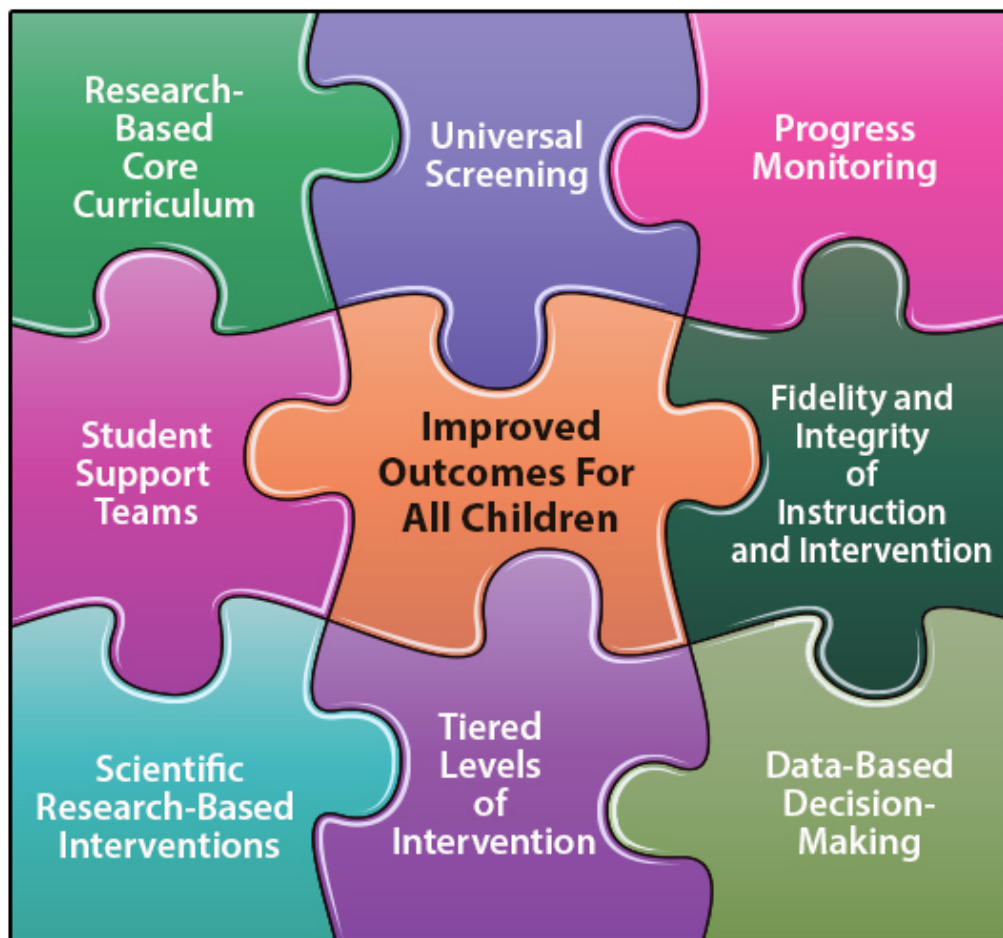 Research-
Based
Core
Curriculum
Universal
Screening
Progress
Monitoring
Student
Support
Teams
Improved
Outcomes For
All Children
Fidelity and
Integrity
of
Instruction
and Intervention
Scientific
Research-Based
Interventions
Tiered
Levels
of
Intervention
Data-Based
Decision-
Making